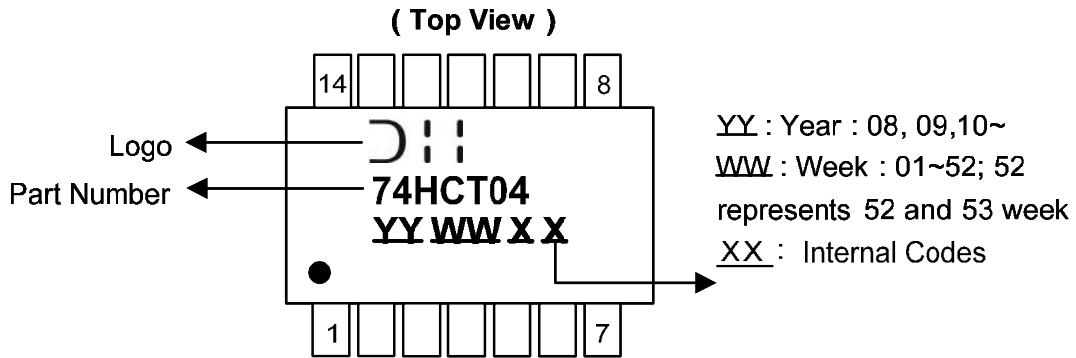 ( Top View )
14 8
Logo
Part Number
74HCT04
YY WW X X
1 7
YY : Year : 08, 09,10~
WW : Week : 01~52; 52
represents 52 and 53 week
XX : Internal Codes